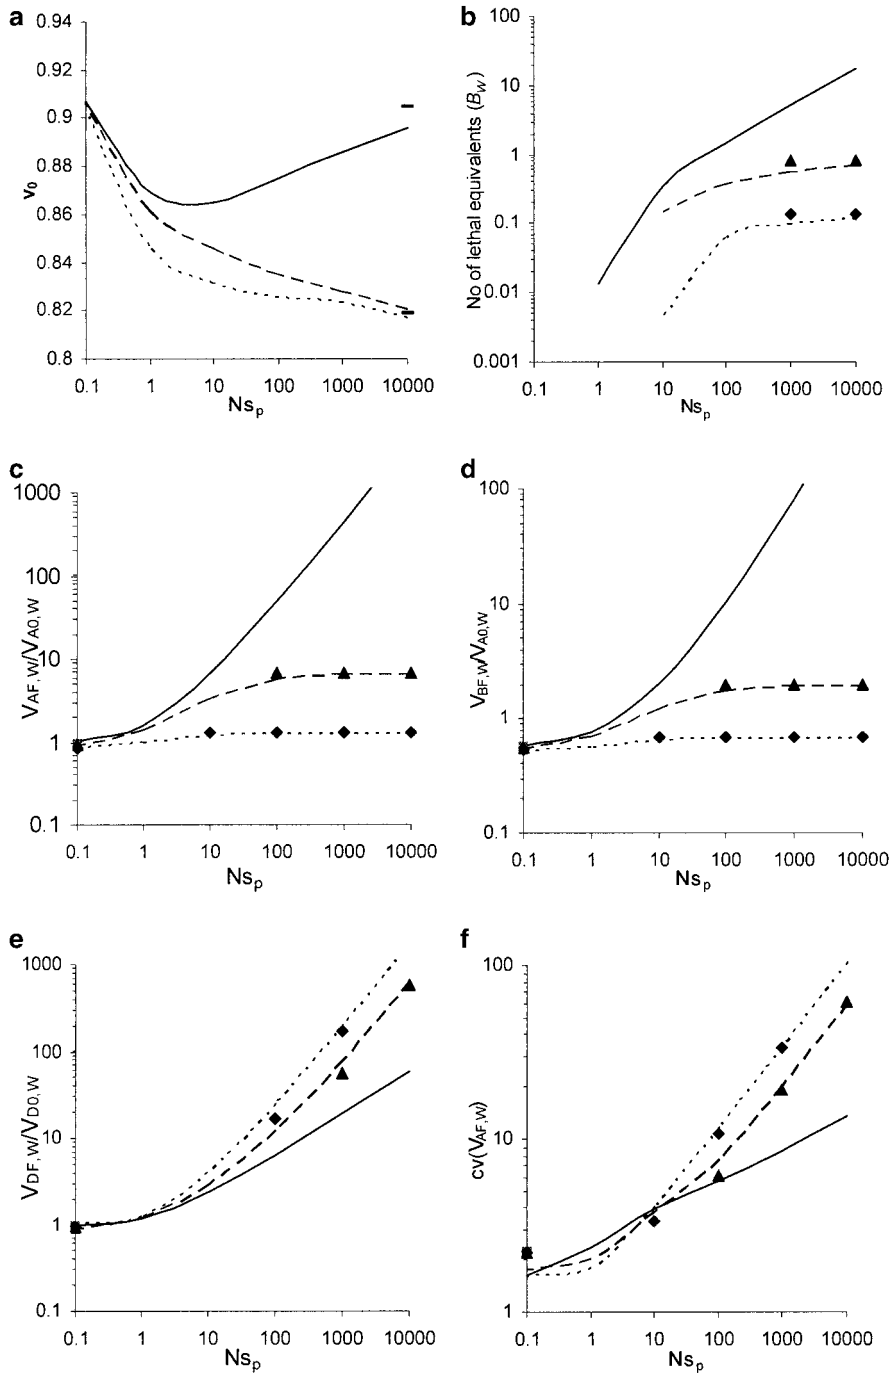 a
0.94
0.92
0.9
0.88
0.86
0.84
0.82
0.8
v0
0.1 1 10 100 1000 10000
Nsp
b
100
10
1
0.1
0.01
0.001
No of lethal equivalents (BW)
0.1 1 10 100 1000 10000
Nsp
c
1000
100
10
1
0.1
VAF,W/VA0,W
0.1 1 10 100 1000 10000
Nsp
d
100
10
1
0.1
VBF,W/VA0,W
0.1 1 10 100 1000 10000
Nsp
e
1000
100
10
1
0.1
VDF,W/VD0,W
0.1 1 10 100 1000 10000
Nsp
f
100
10
1
cv(VAF,W)
0.1 1 10 100 1000 10000
Nsp